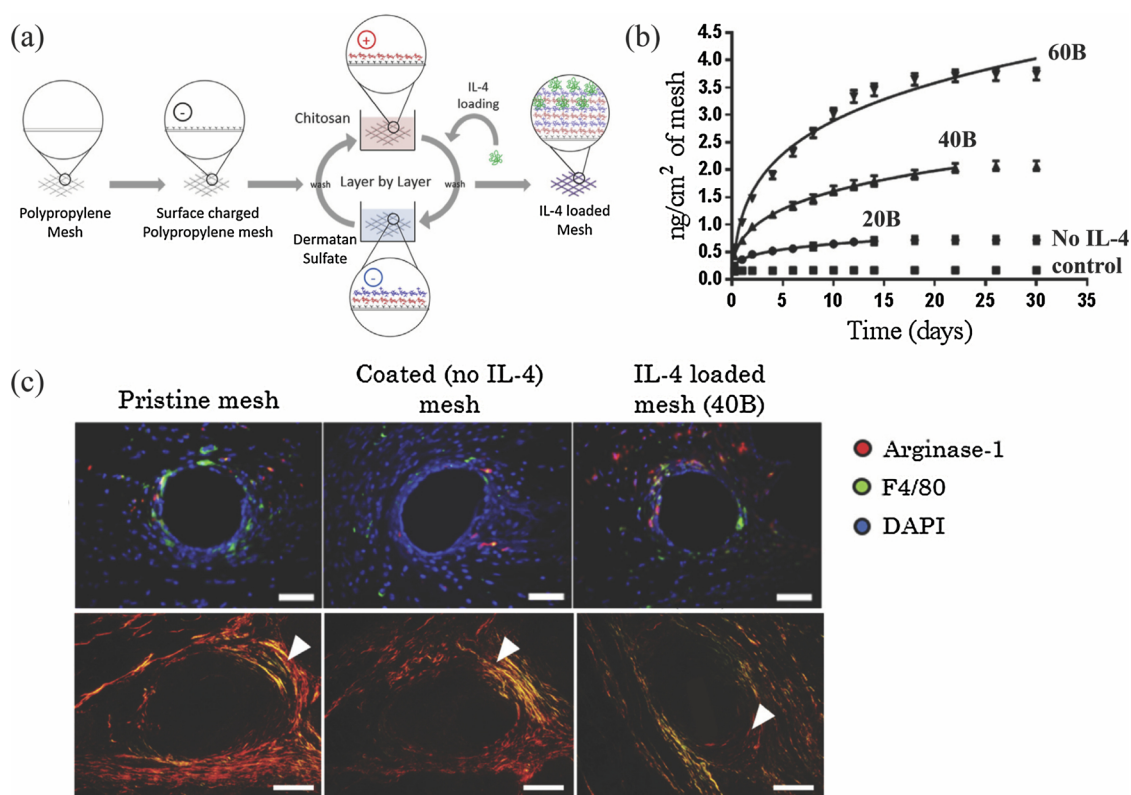 (a)
+
-
IL-4
loading
Chitosan
wash
Layer by Layer
wash
Polypropylene
Mesh
Surface charged
Polypropylene mesh
Dermatan
Sulfate
IL-4 loaded
Mesh
-
(b)
ng/cm² of mesh
4.5
4.0
3.5
3.0
2.5
2.0
1.5
1.0
0.5
0.0
60B
40B
20B
No IL-4
control
0
5
10
15
20
25
30
35
Time (days)
(c)
Pristine mesh
Coated (no IL-4)
mesh
IL-4 loaded
mesh (40B)
Arginase-1
F4/80
DAPI